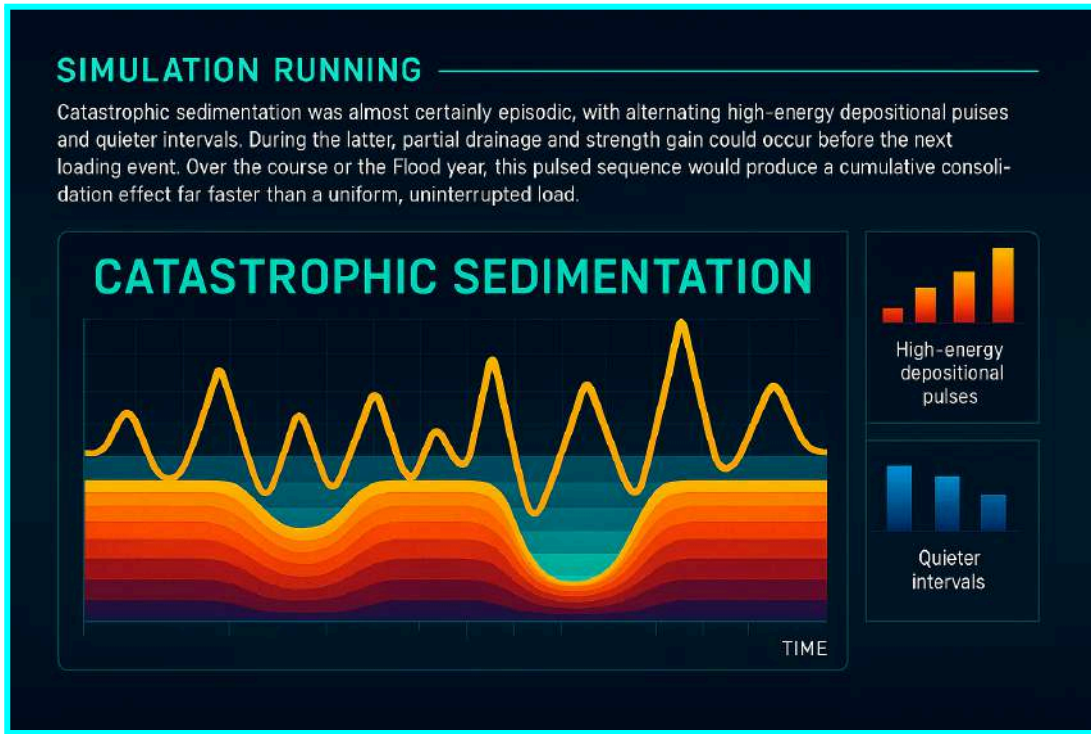 SIMULATION RUNNING
Catastrophic sedimentation was almost certainly episodic, with alternating high-energy depositional puises
and quieter intervals. During the latter, partial drainage and strength gain could occur before the next
loading event. Over the course or the Flood year, this pulsed sequence would produce a cumulative consoli-
dation effect far faster than a uniform, uninterrupted load.
CATASTROPHIC SEDIMENTATION
High-energy
depositional
pulses
Quieter
intervals
TIME